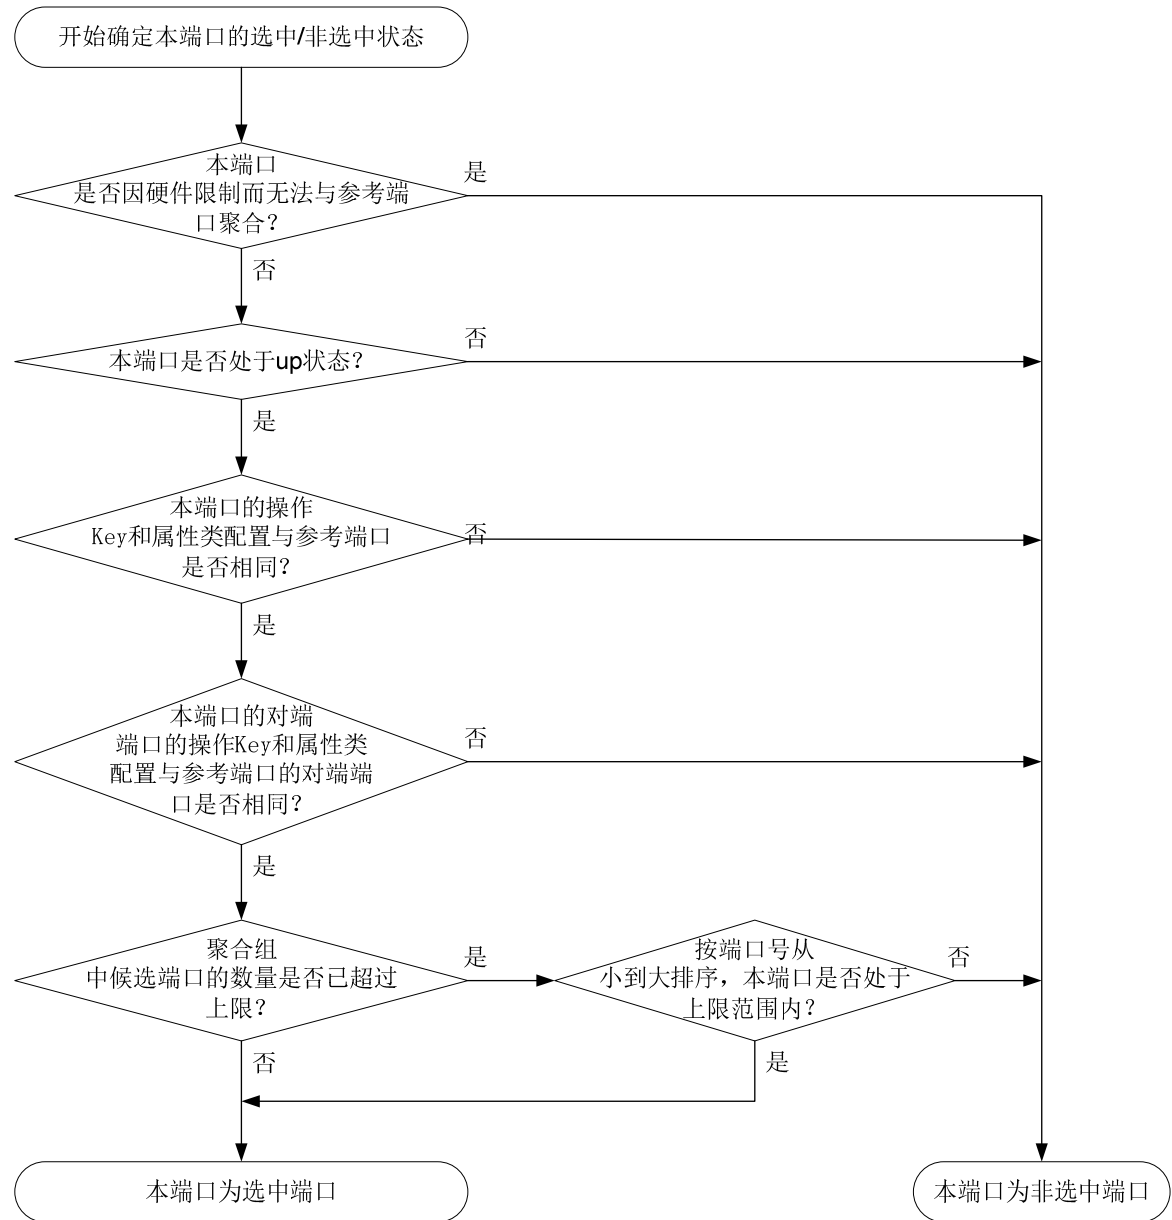 开始确定本端口的选中/非选中状态
本端口
是否因硬件限制而无法与参考端
口聚合？
是
否
本端口是否处于up状态？
否
是
本端口的操作
Key和属性类配置与参考端口
是否相同？
否
是
本端口的对端
端口的操作Key和属性类
配置与参考端口的对端端
口是否相同？
否
是
聚合组
中候选端口的数量是否已超过
上限？
是
按端口号从
小到大排序，本端口是否处于
上限范围内？
否
否
是
本端口为选中端口
本端口为非选中端口